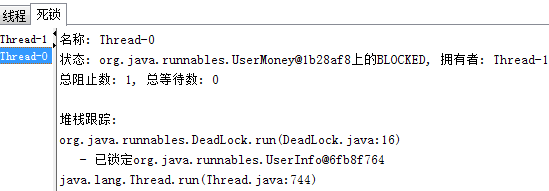 线程 死锁
Thread-1
Thread-0
名称: Thread-0
状态: org.java.runnables.UserMoney@1b28af8上的BLOCKED, 拥有者: Thread-1
总阻止数: 1, 总等待数: 0
堆栈跟踪:
org.java.runnables.DeadLock.run(DeadLock.java:16)
- 已锁定org.java.runnables.UserInfo@6fb8f764
java.lang.Thread.run(Thread.java:744)